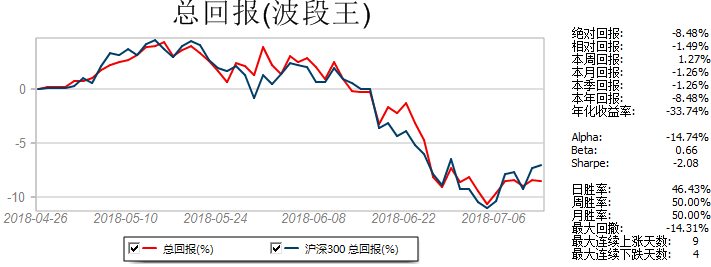 总回报(波段王)
0
-5
-10
2018-04-26 2018-05-10 2018-05-24 2018-06-08 2018-06-22 2018-07-06
总回报(%) 沪深300 总回报(%)
绝对回报: -8.48%
相对回报: -1.49%
本周回报: 1.27%
本月回报: -1.26%
本季回报: -1.26%
本年回报: -8.48%
年化收益率: -33.74%
Alpha: -14.74%
Beta: 0.66
Sharpe: -2.08
日胜率: 46.43%
周胜率: 50.00%
月胜率: 50.00%
最大回撤: -14.31%
最大连续上涨天数: 9
最大连续下跌天数: 4